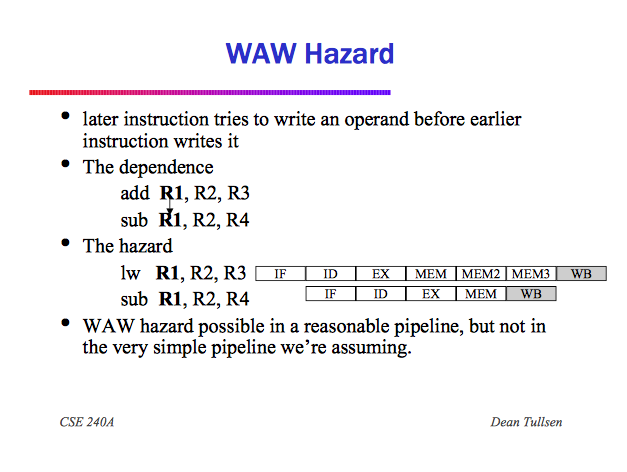 WAW Hazard
• later instruction tries to write an operand before earlier
instruction writes it
• The dependence
add R1, R2, R3
sub R1, R2, R4
• The hazard
lw R1, R2, R3 IF ID EX MEM MEM2 MEM3 WB
sub R1, R2, R4 IF ID EX MEM WB
• WAW hazard possible in a reasonable pipeline, but not in
the very simple pipeline we’re assuming.
CSE 240A Dean Tullsen